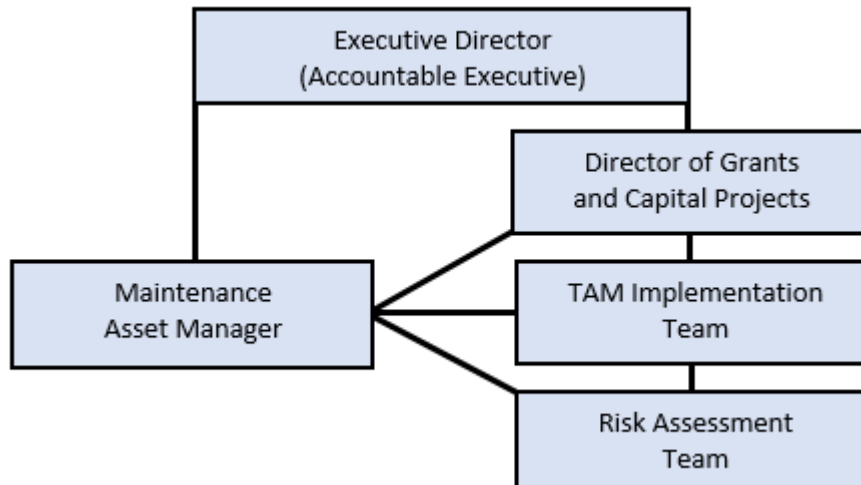 Executive Director
(Accountable Executive)
Director of Grants
and Capital Projects
Maintenance
Asset Manager
TAM Implementation
Team
Risk Assessment
Team